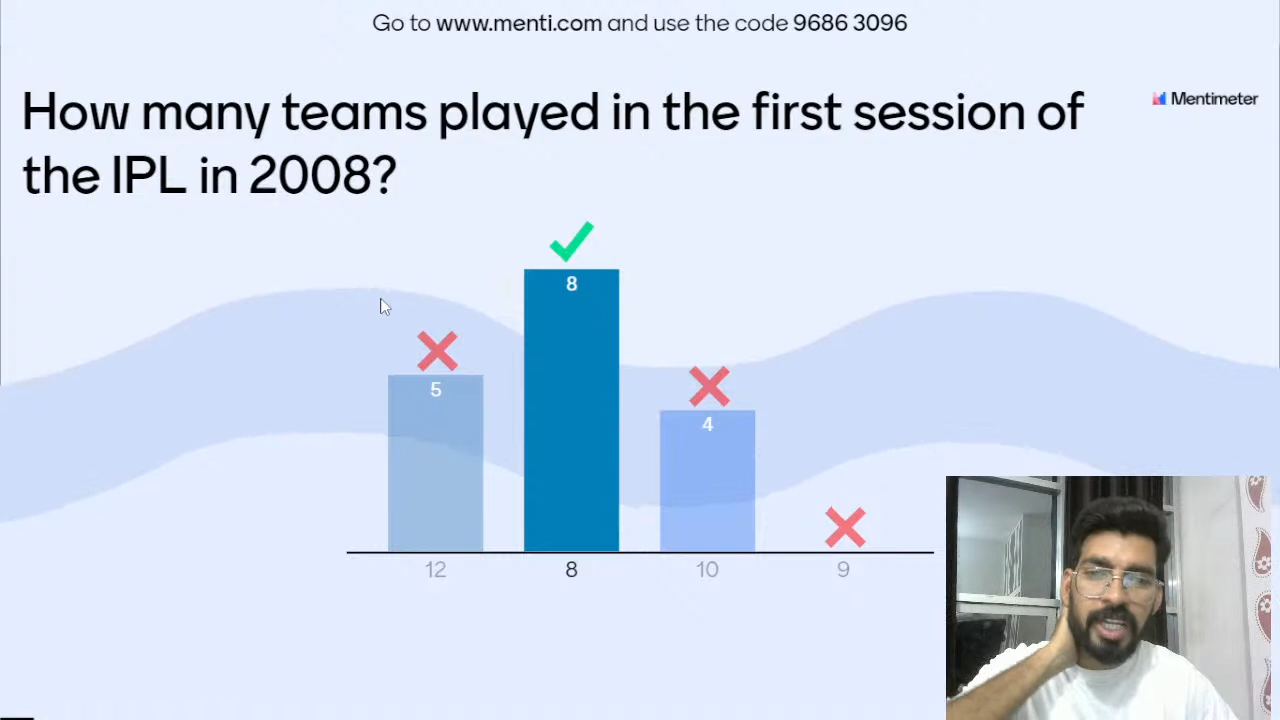 Go to www.menti.com and use the code 9686 3096
How many teams played in the first session of
the IPL in 2008?
Mentimeter
8
5
4
12
8
10
9